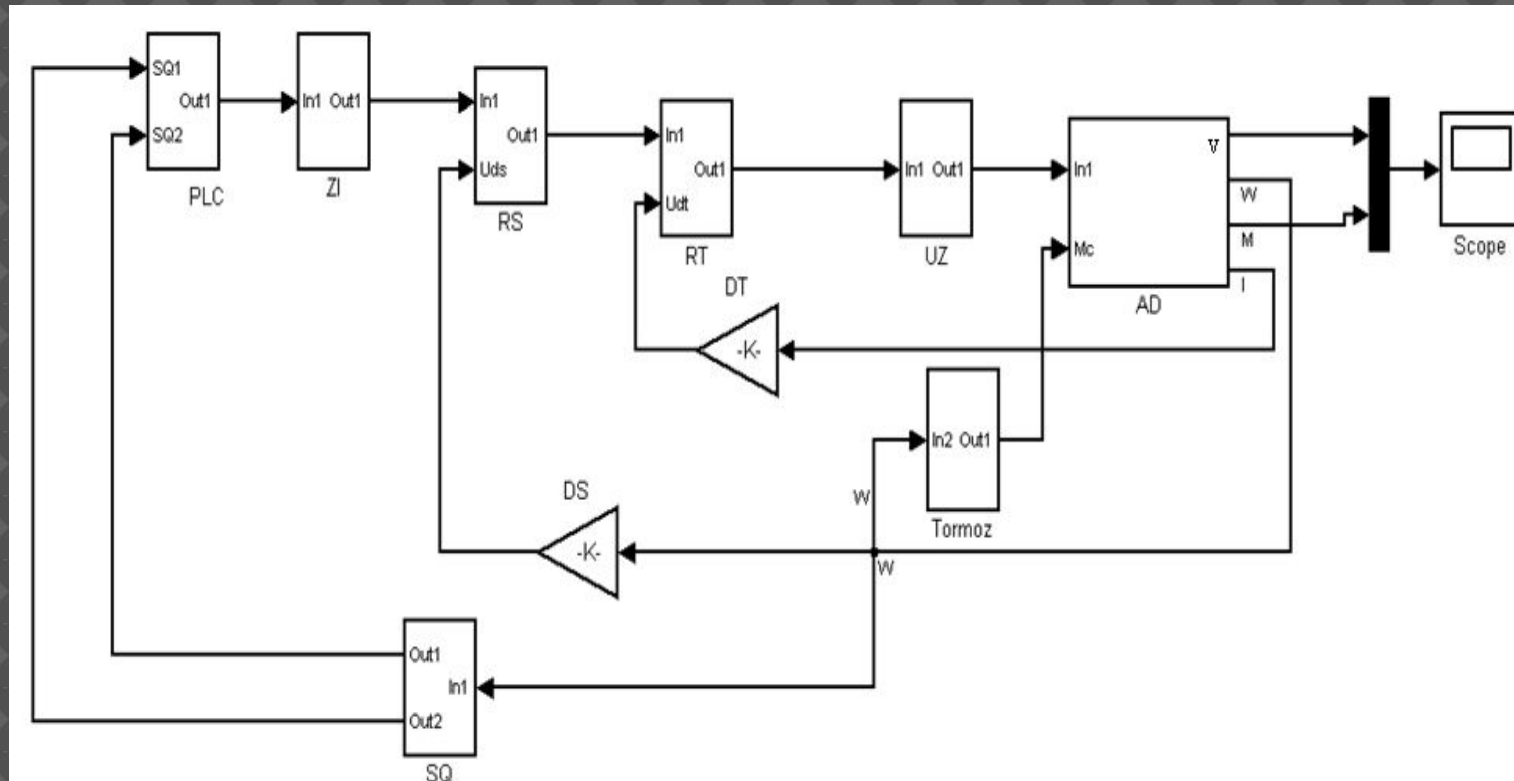 SQ1
SQ2
Out1
PLC
In1 Out1
ZI
In1
Out1
Uds
RS
In1
Out1
Udt
RT
In1 Out1
UZ
In1
Mc
V
W
M
I
AD
Scope
DT
-K-
In2 Out1
Tormoz
W
W
DS
-K-
Out1
In1
Out2
SQ